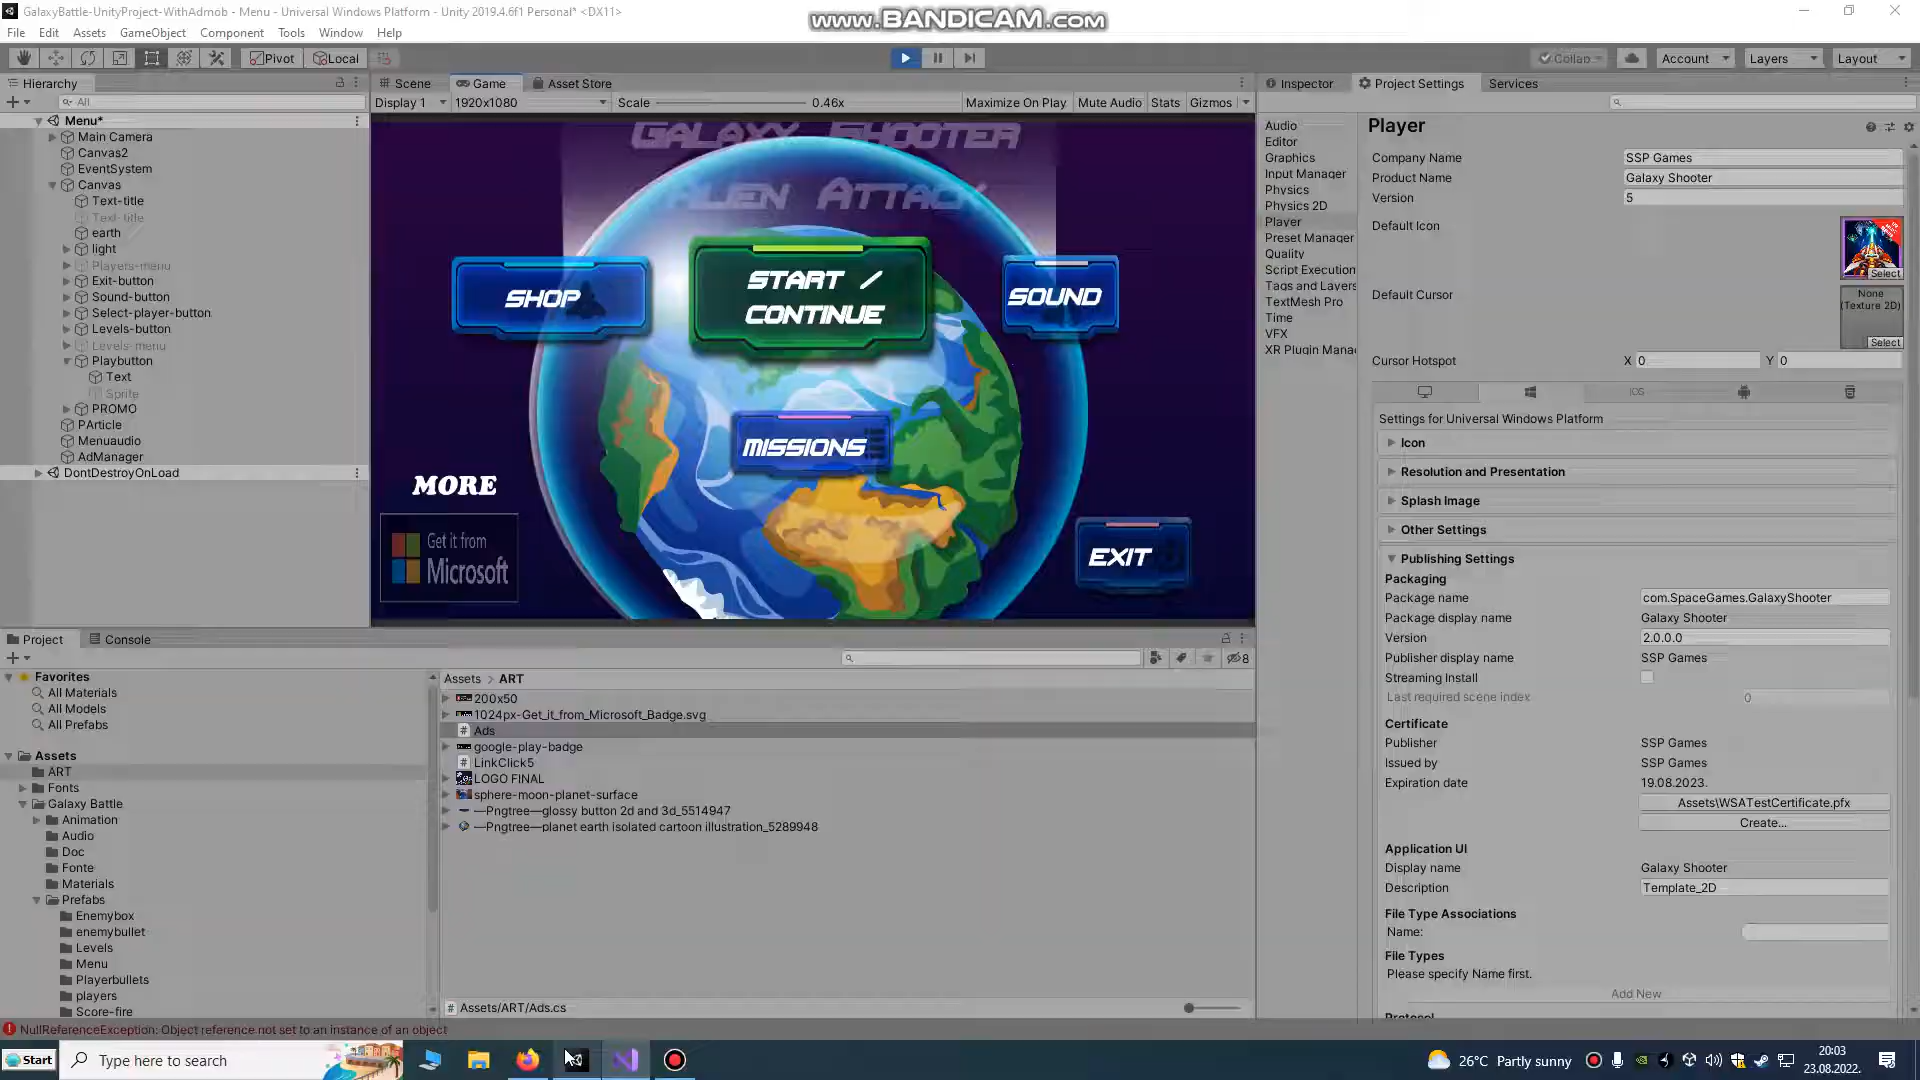 GalaxyBattle-UnityProject-WithAdmob - Menu - Universal Windows Platform - Unity 2019.4.6f1 Personal* <DX11>
www.BANDICAM.com
File Edit Assets GameObject Component Tools Window Help
Pivot Local
Collab Account Layers Layout
Hierarchy
Scene Game Asset Store
Inspector Project Settings Services
All
Display 1 1920x1080 Scale 0.46x Maximize On Play Mute Audio Stats Gizmos
Menu*
Main Camera
Canvas2
EventSystem
Canvas
Text-title
Text-title
earth
light
Players-menu
Exit-button
Sound-button
Select-player-button
Levels-button
Levels-menu
Playbutton
Text
Sprite
PROMO
PArticle
Menuaudio
AdManager
DontDestroyOnLoad
GALAXY SHOOTER
ALIEN ATTACK
SHOP
START /
CONTINUE
SOUND
MISSIONS
MORE
Get it from
Microsoft
EXIT
Audio
Editor
Graphics
Input Manager
Physics
Physics 2D
Player
Preset Manager
Quality
Script Execution
Tags and Layers
TextMesh Pro
Time
VFX
XR Plugin Mana
Player
Company Name SSP Games
Product Name Galaxy Shooter
Version 5
Default Icon
Select
Default Cursor
None
(Texture 2D)
Select
Cursor Hotspot X 0 Y 0
iOS
Settings for Universal Windows Platform
Icon
Resolution and Presentation
Splash Image
Other Settings
Publishing Settings
Packaging
Package name com.SpaceGames.GalaxyShooter
Package display name Galaxy Shooter
Version 2.0.0.0
Publisher display name SSP Games
Streaming Install
Last required scene index 0
Certificate
Publisher SSP Games
Issued by SSP Games
Expiration date 19.08.2023.
Assets\WSATestCertificate.pfx
Create...
Application UI
Display name Galaxy Shooter
Description Template_2D
File Type Associations
Name:
File Types
Please specify Name first.
Add New
Protocol
Project Console
8
Favorites
All Materials
All Models
All Prefabs
Assets
ART
Fonts
Galaxy Battle
Animation
Audio
Doc
Fonte
Materials
Prefabs
Enemybox
enemybullet
Levels
Menu
Playerbullets
players
Score-fire
Assets > ART
200x50
1024px-Get_it_from_Microsoft_Badge.svg
Ads
google-play-badge
LinkClick5
LOGO FINAL
sphere-moon-planet-surface
—Pngtree—glossy button 2d and 3d_5514947
—Pngtree—planet earth isolated cartoon illustration_5289948
Assets/ART/Ads.cs
NullReferenceException: Object reference not set to an instance of an object
Start Type here to search
26°C Partly sunny
20:03
23.08.2022.